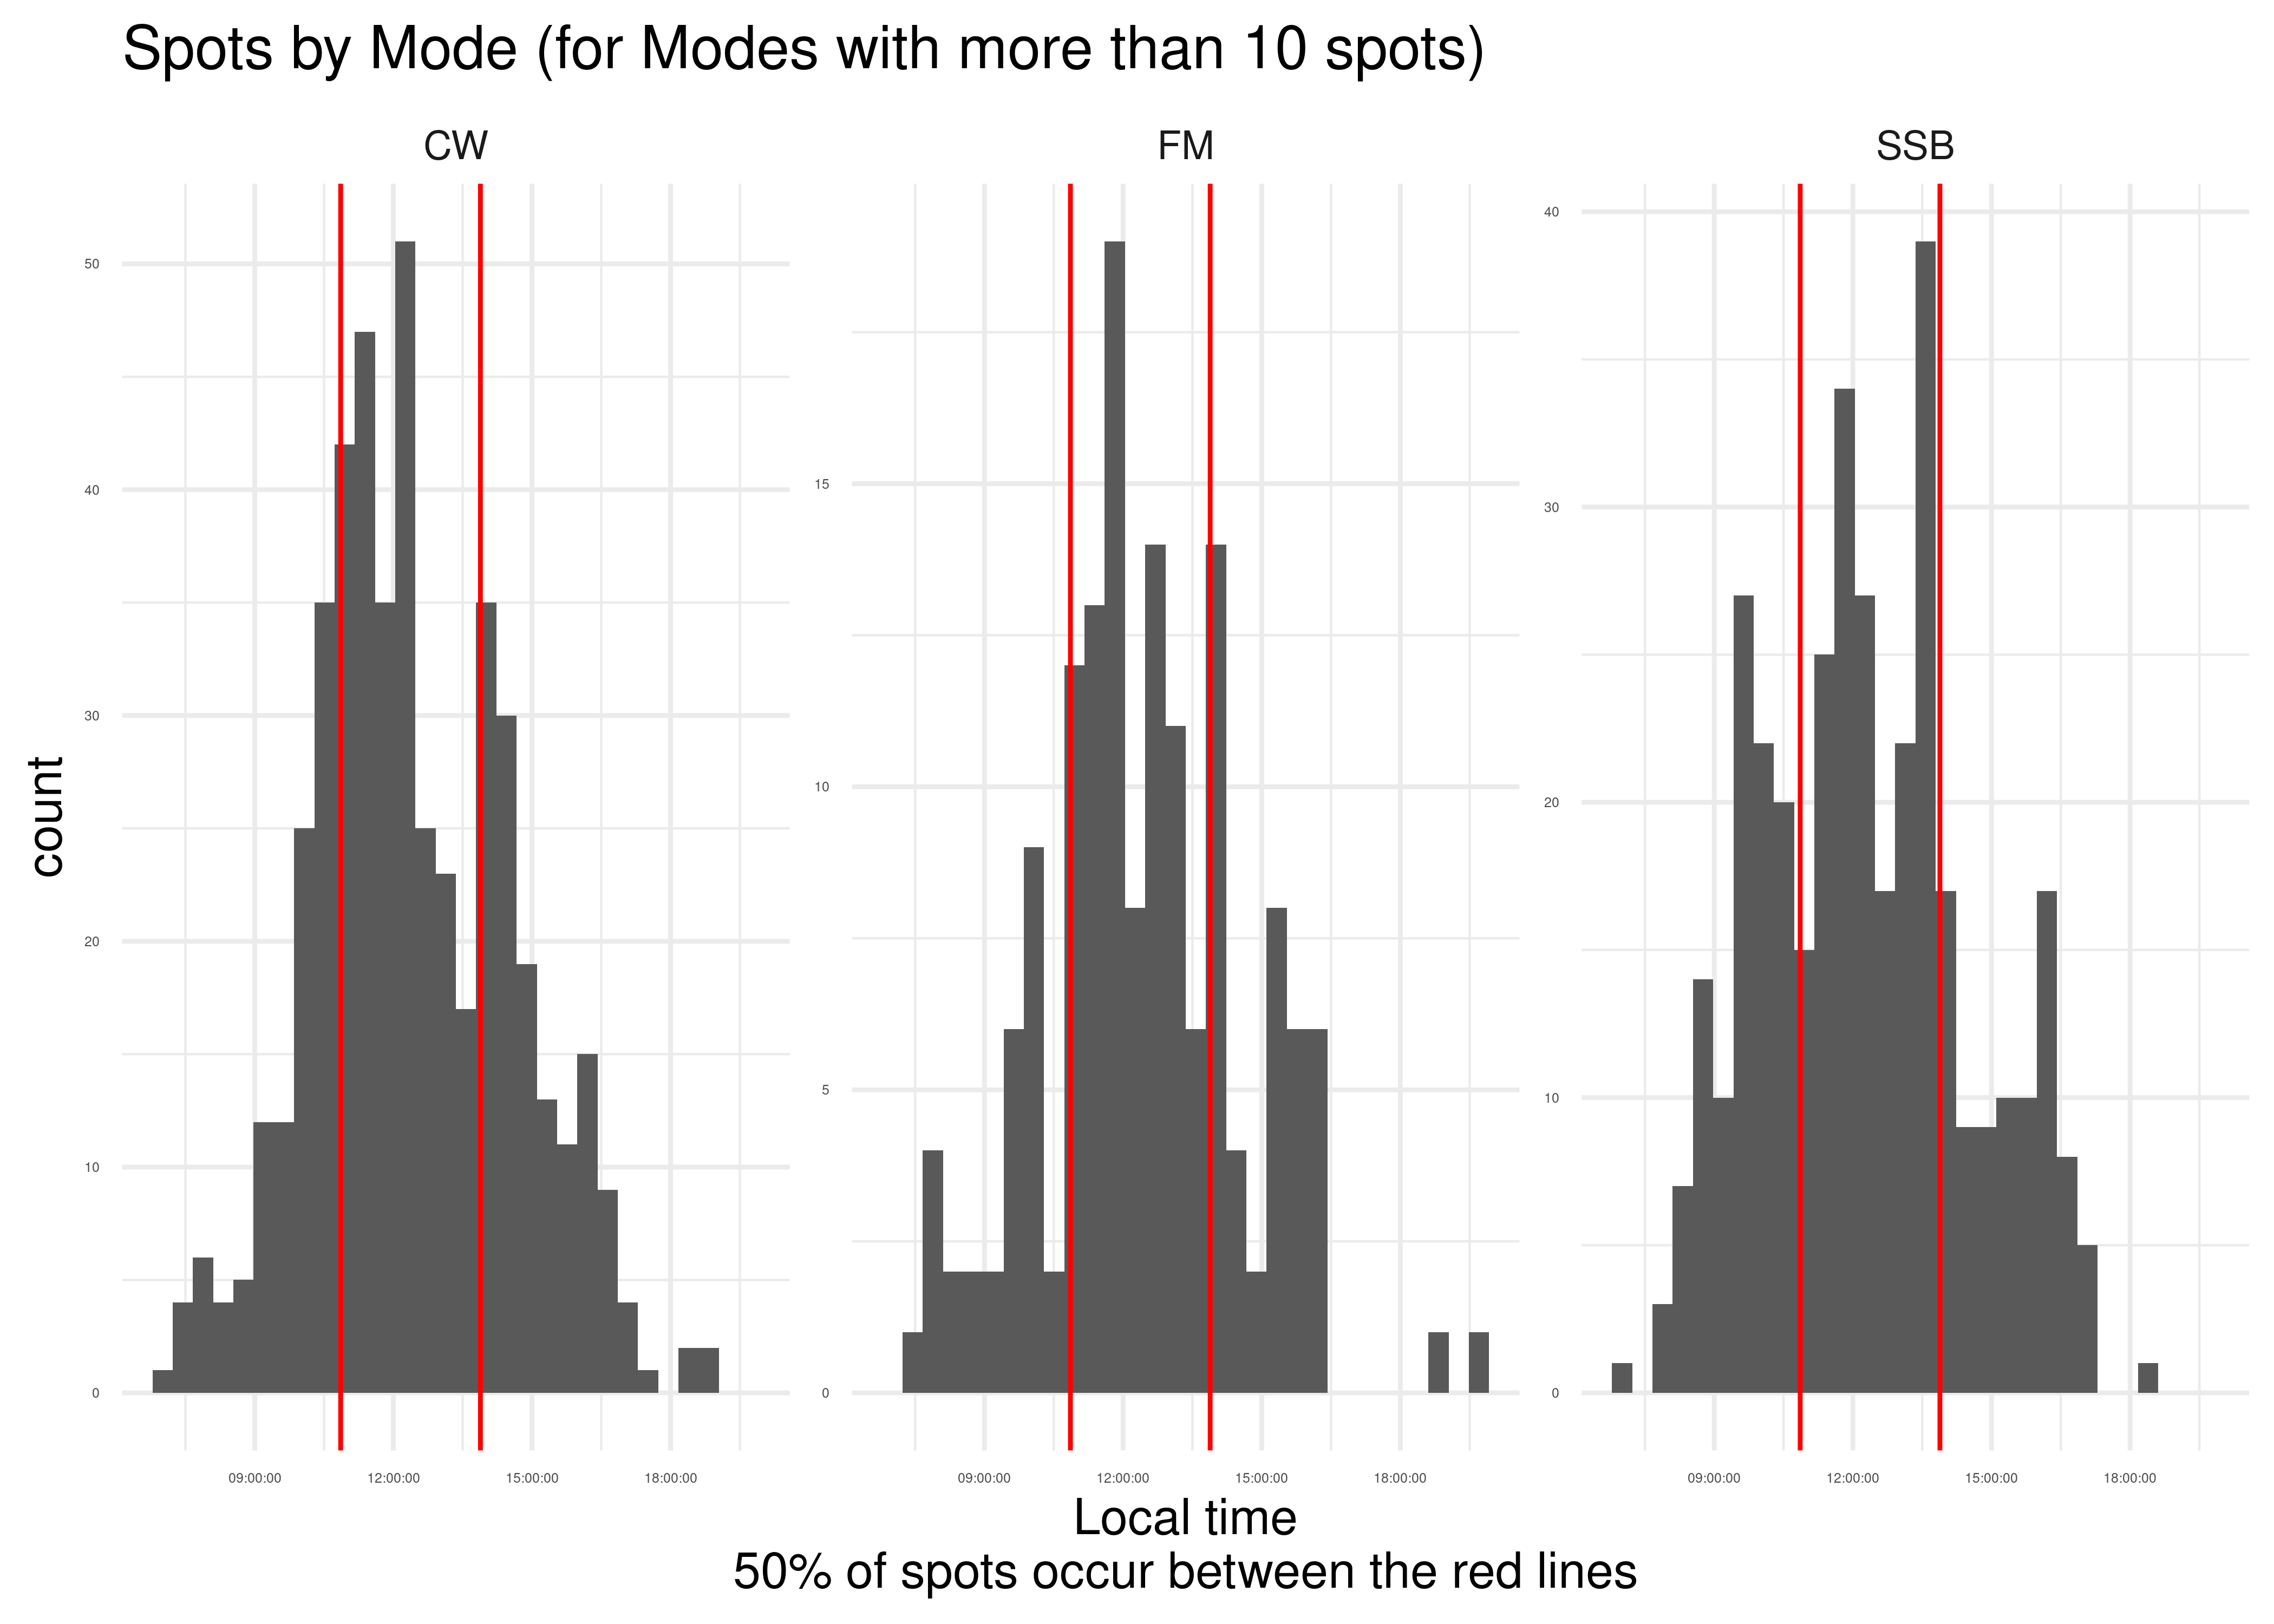 Spots by Mode (for Modes with more than 10 spots)
CW
FM
SSB
count
50
40
30
20
10
0
15
10
5
0
40
30
20
10
0
09:00:00 12:00:00 15:00:00 18:00:00
09:00:00 12:00:00 15:00:00 18:00:00
09:00:00 12:00:00 15:00:00 18:00:00
Local time
50% of spots occur between the red lines